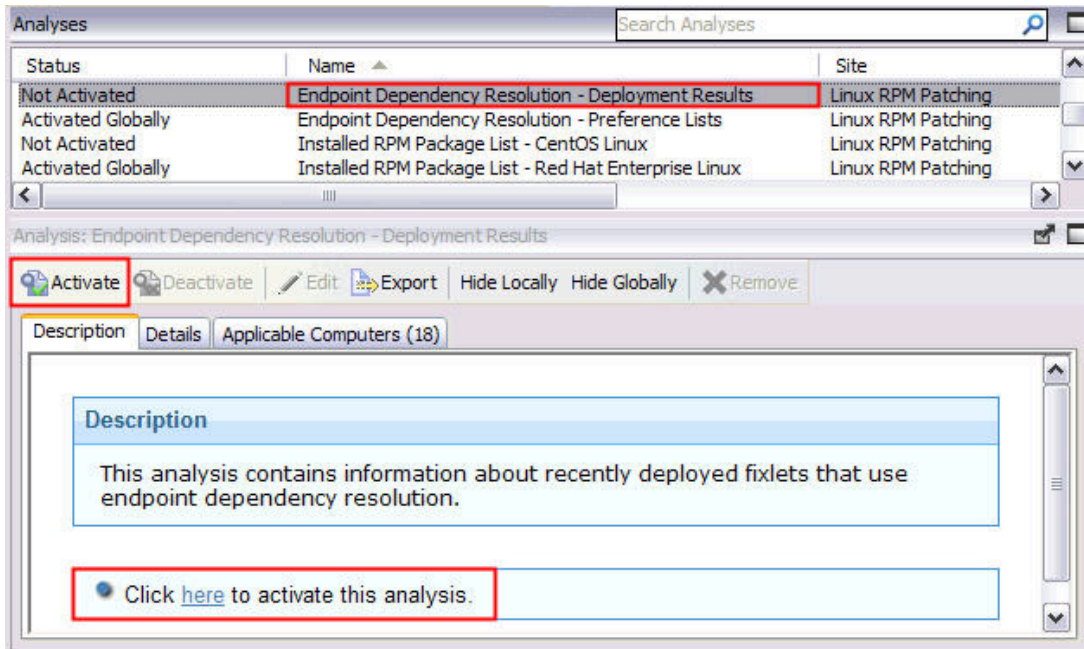 Analyses
Search Analyses
Status Name Site
Not Activated Endpoint Dependency Resolution - Deployment Results Linux RPM Patching
Activated Globally Endpoint Dependency Resolution - Preference Lists Linux RPM Patching
Not Activated Installed RPM Package List - CentOS Linux Linux RPM Patching
Activated Globally Installed RPM Package List - Red Hat Enterprise Linux Linux RPM Patching
Analysis: Endpoint Dependency Resolution - Deployment Results
Activate Deactivate Edit Export Hide Locally Hide Globally Remove
Description Details Applicable Computers (18)
Description
This analysis contains information about recently deployed fixlets that use
endpoint dependency resolution.
Click here to activate this analysis.